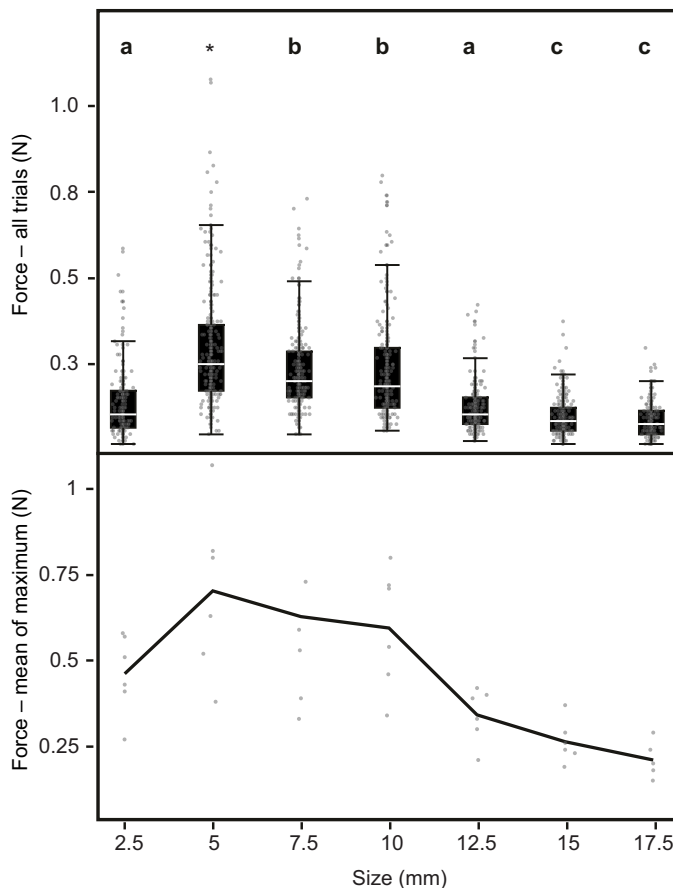 a * b b a c c
Force – all trials (N)
1.0
0.8
0.5
0.3
Force – mean of maximum (N)
1
0.75
0.5
0.25
2.5 5 7.5 10 12.5 15 17.5
Size (mm)